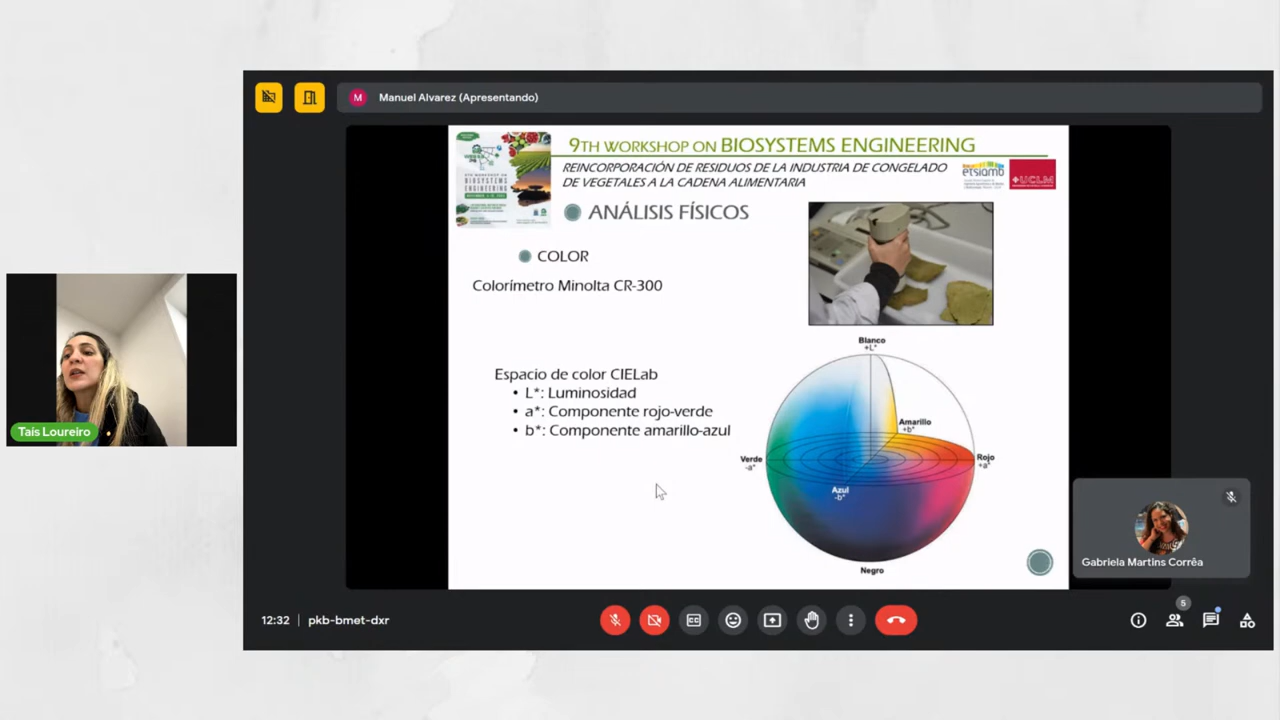 M Manuel Alvarez (Apresentando)
9TH WORKSHOP ON BIOSYSTEMS ENGINEERING
REINCORPORACIÓN DE RESIDUOS DE LA INDUSTRIA DE CONGELADO
DE VEGETALES A LA CADENA ALIMENTARIA
etsiamb
UCLM
BIOSYSTEMS
ENGINEERING
ANÁLISIS FÍSICOS
COLOR
Colorímetro Minolta CR-300
Espacio de color CIELab
• L*: Luminosidad
• a*: Componente rojo-verde
• b*: Componente amarillo-azul
Blanco
+L*
Amarillo
+b*
Verde
-a*
Rojo
+a*
Azul
-b*
Negro
Taís Loureiro
Gabriela Martins Corrêa
12:32 | pkb-bmet-dxr
5